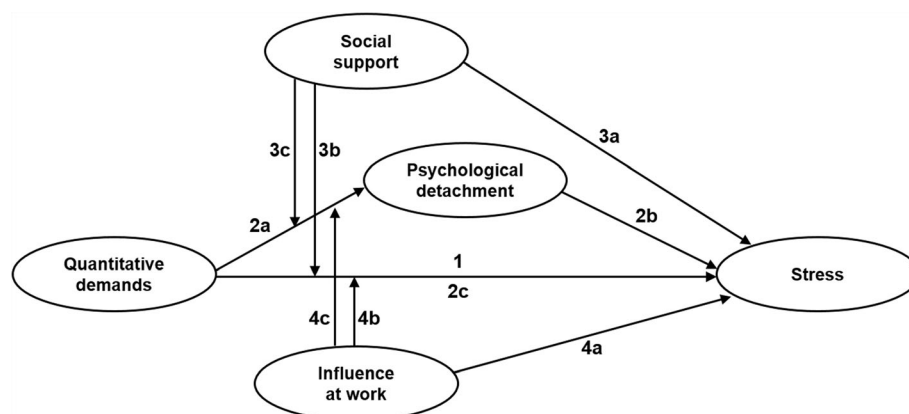 Social
support
3a
3c
3b
Psychological
detachment
2a
2b
Quantitative
demands
1
2c
Stress
4c
4b
4a
Influence
at work